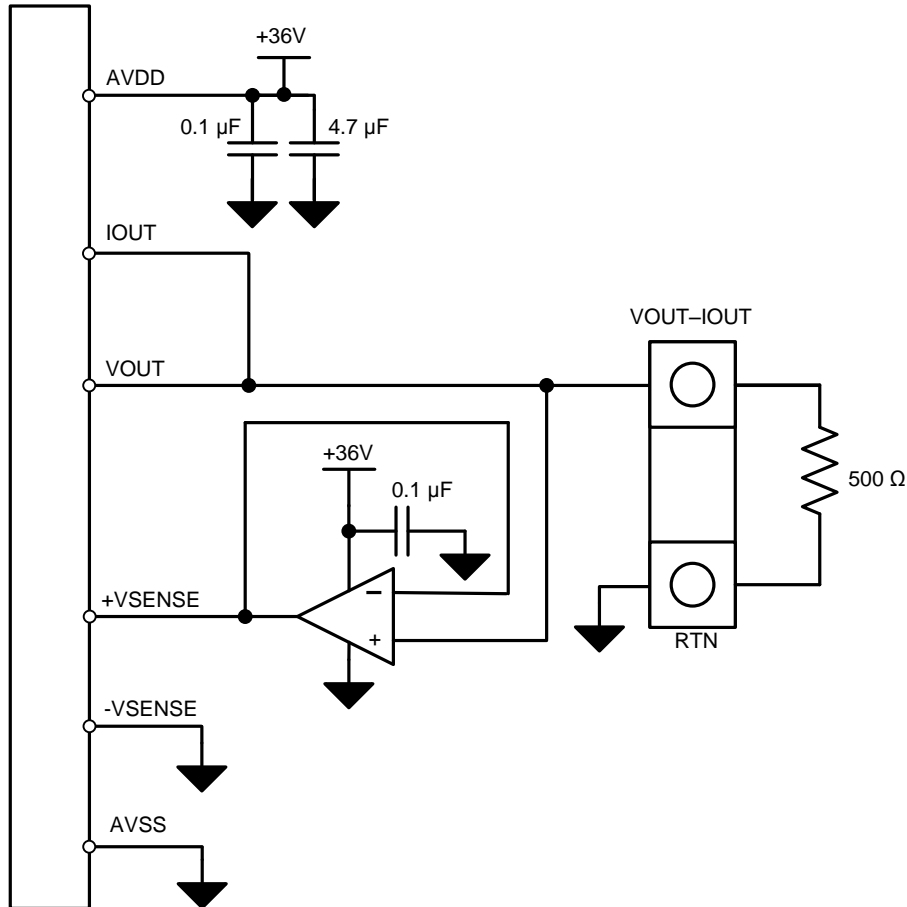 +36V
AVDD
0.1 µF
4.7 µF
IOUT
VOUT–IOUT
VOUT
+36V
0.1 µF
500 Ω
+VSENSE
–
+
RTN
-VSENSE
AVSS